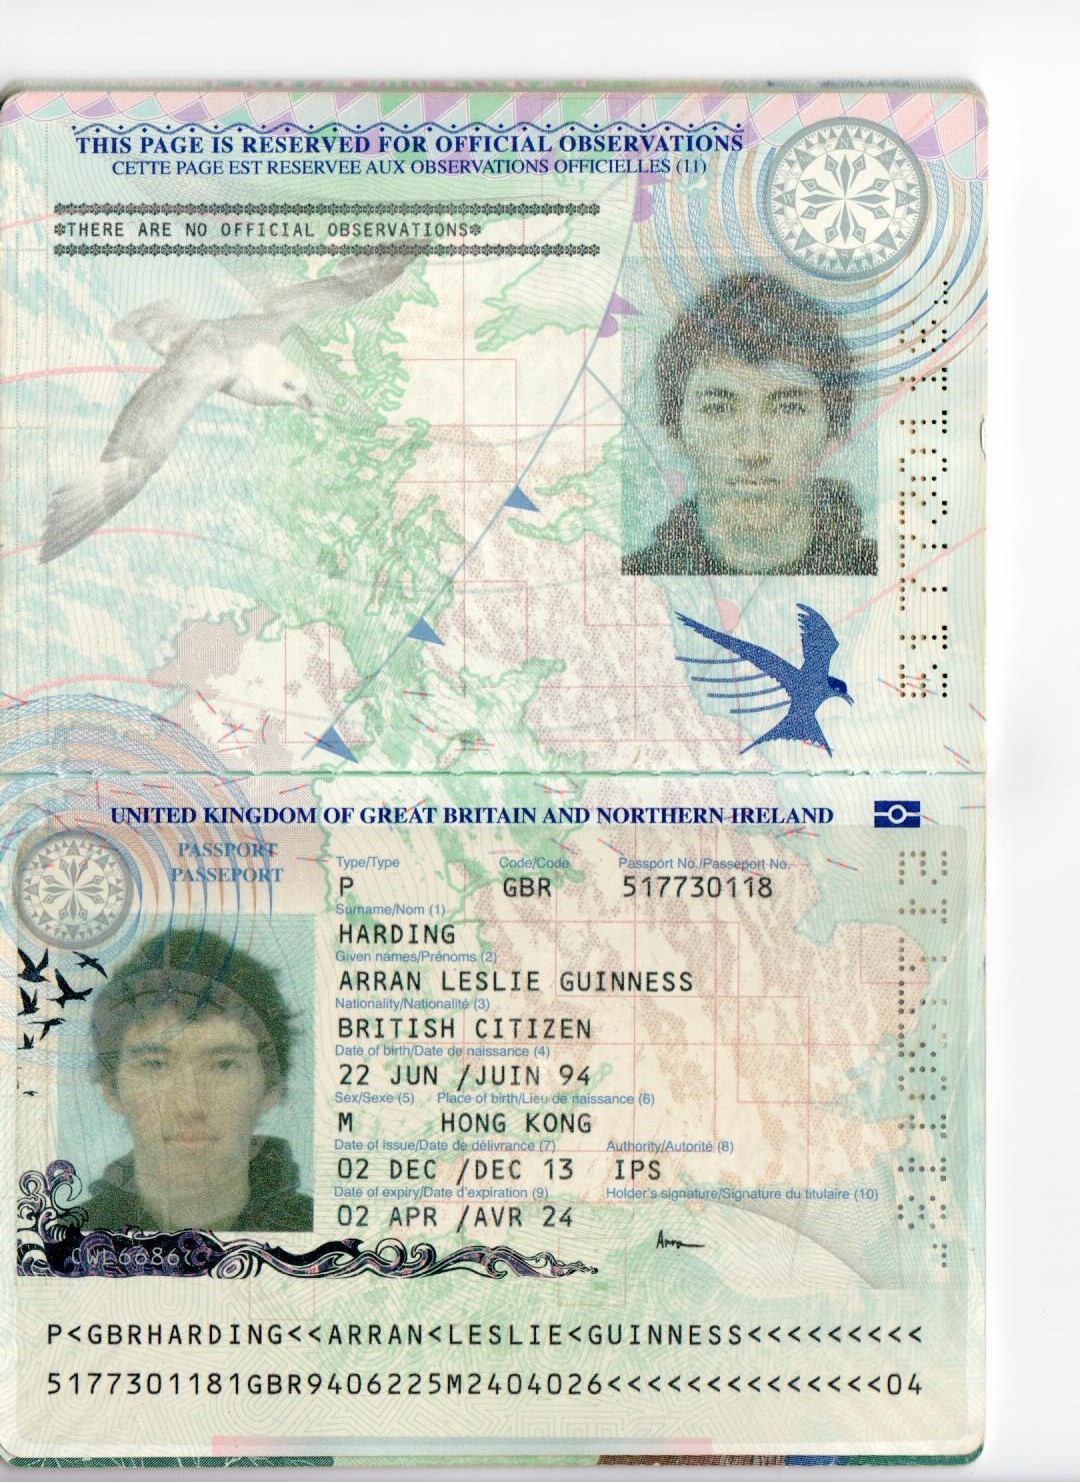 THIS PAGE IS RESERVED FOR OFFICIAL OBSERVATIONS
CETTE PAGE EST RESERVEE AUX OBSERVATIONS OFFICIELLES (11)
*THERE ARE NO OFFICIAL OBSERVATIONS*
UNITED KINGDOM OF GREAT BRITAIN AND NORTHERN IRELAND
PASSPORT
PASSEPORT
Type/Type Code/Code Passport No./Passeport No.
P GBR 517730118
Surname/Nom (1)
HARDING
Given names/Prénoms (2)
ARRAN LESLIE GUINNESS
Nationality/Nationalité (3)
BRITISH CITIZEN
Date of birth/Date de naissance (4)
22 JUN /JUIN 94
Sex/Sexe (5) Place of birth/Lieu de naissance (6)
M HONG KONG
Date of issue/Date de délivrance (7) Authority/Autorité (8)
02 DEC /DEC 13 IPS
Date of expiry/Date d'expiration (9) Holder's signature/Signature du titulaire (10)
02 APR /AVR 24
P<GBRHARDING<<ARRAN<LESLIE<GUINNESS<<<<<<<<<
5177301181GBR9406225M2404026<<<<<<<<<<<<<<04